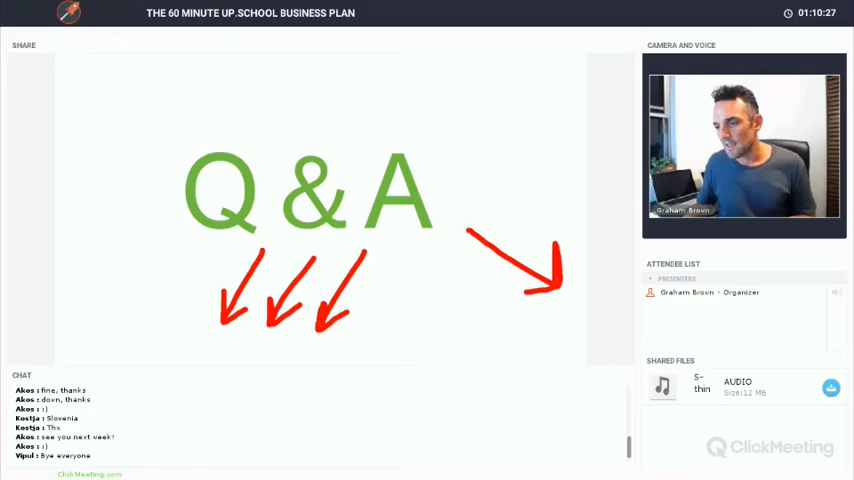 THE 60 MINUTE UP.SCHOOL BUSINESS PLAN
01:10:27
SHARE
CAMERA AND VOICE
Q & A
Graham Brown
ATTENDEE LIST
PRESENTERS
Graham Brown - Organizer
SHARED FILES
S-
thin
AUDIO
Size:12 MB
CHAT
Akos : fine, thanks
Akos : down, thanks
Akos : :)
Kostja : Slovenia
Kostja : Thx
Akos : see you next week!
Akos : :)
Vipul : Bye everyone
ClickMeeting
ClickMeeting.com